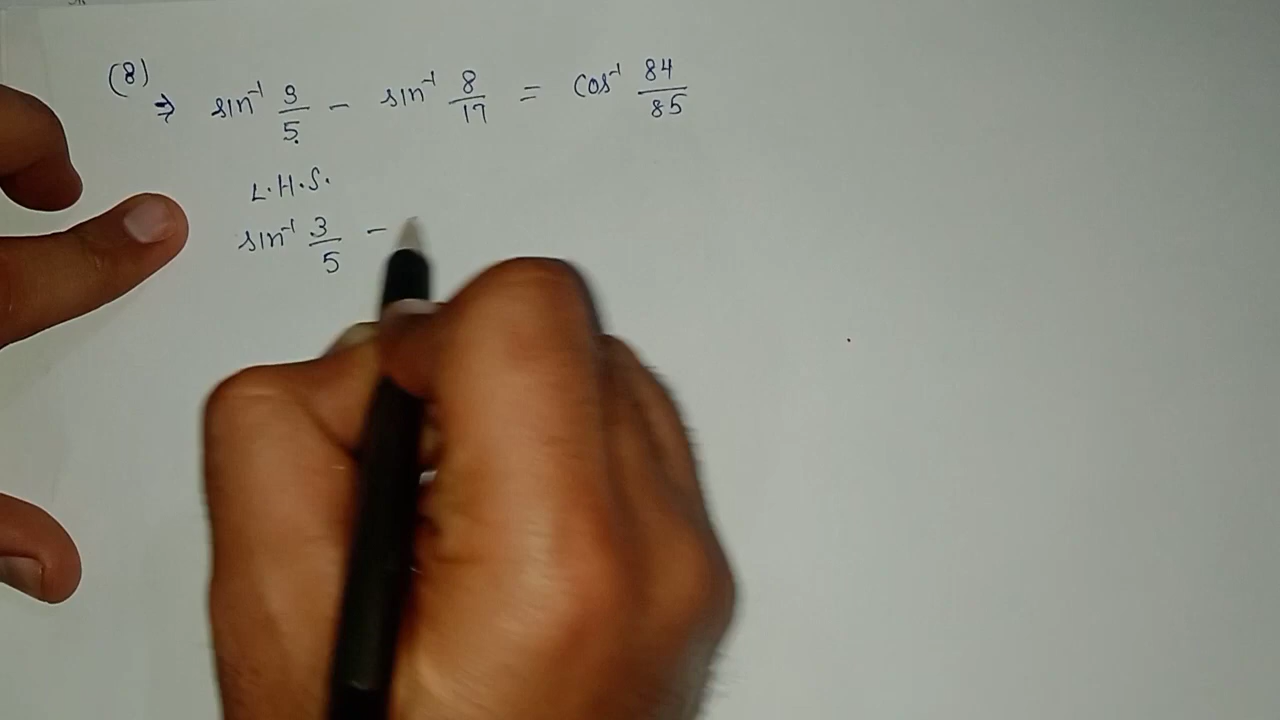 (8)
⇒ sin⁻¹ 3/5 − sin⁻¹ 8/17 = cos⁻¹ 84/85
L.H.S.
sin⁻¹ 3/5 −